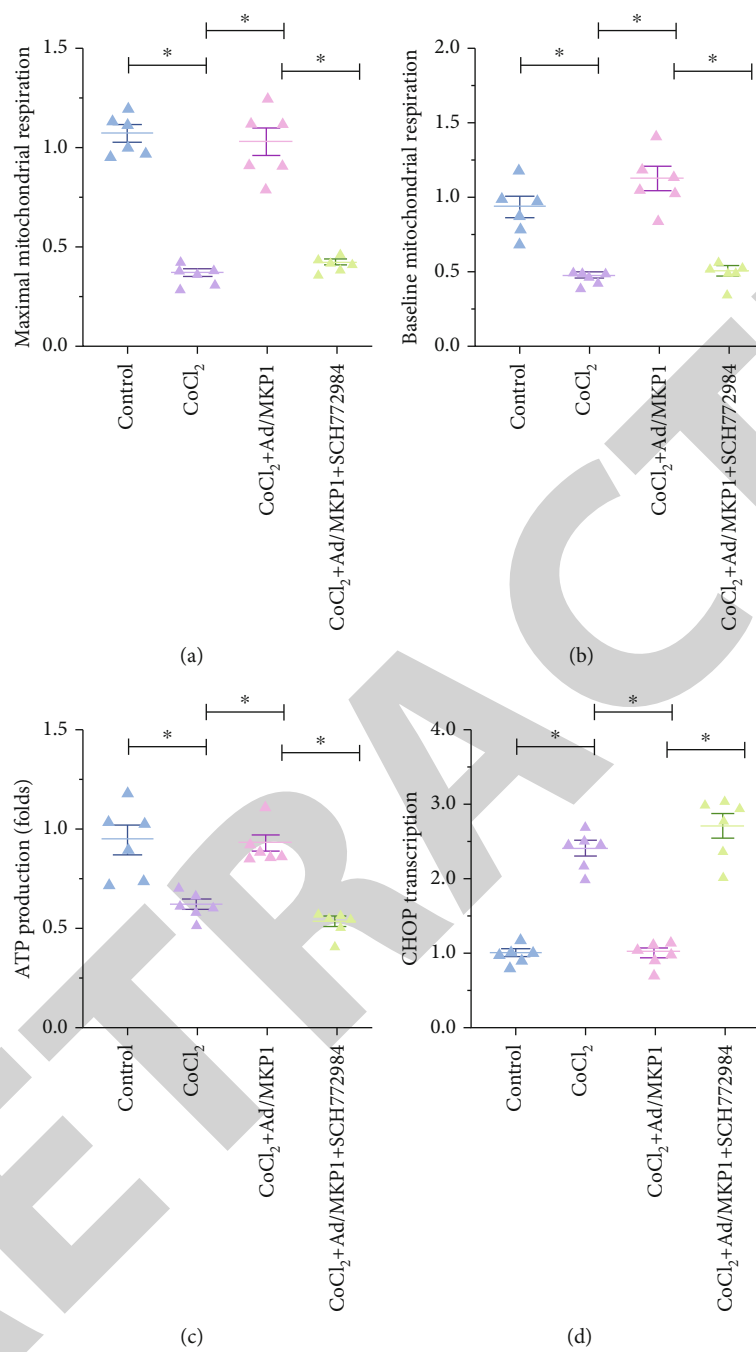 * * *
Maximal mitochondrial respiration
1.5
1.0
0.5
0.0
Control
CoCl₂
CoCl₂+Ad/MKP1
CoCl₂+Ad/MKP1+SCH772984
(a)
* * *
Baseline mitochondrial respiration
2.0
1.5
1.0
0.5
0.0
Control
CoCl₂
CoCl₂+Ad/MKP1
CoCl₂+Ad/MKP1+SCH772984
(b)
* * *
ATP production (folds)
1.5
1.0
0.5
0.0
Control
CoCl₂
CoCl₂+Ad/MKP1
CoCl₂+Ad/MKP1+SCH772984
(c)
* * *
CHOP transcription
4.0
3.0
2.0
1.0
0.0
Control
CoCl₂
CoCl₂+Ad/MKP1
CoCl₂+Ad/MKP1+SCH772984
(d)
ETRACT